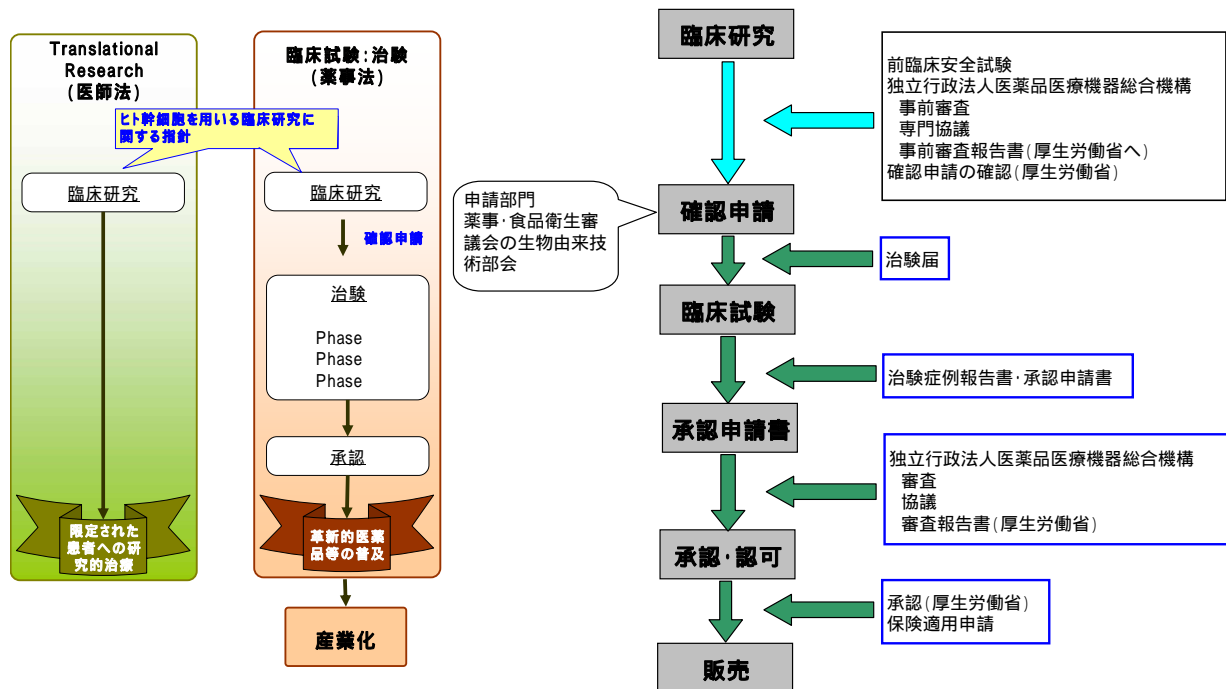 Translational
Research
(医師法)
臨床試験:治験
(薬事法)
ヒト幹細胞を用いる臨床研究に
関する指針
臨床研究
臨床研究
確認申請
治験
Phase
Phase
Phase
承認
限定された
患者への研
究的治療
革新的医薬
品等の普及
産業化
臨床研究
前臨床安全試験
独立行政法人医薬品医療機器総合機構
事前審査
専門協議
事前審査報告書(厚生労働省へ)
確認申請の確認(厚生労働省)
申請部門
薬事・食品衛生審
議会の生物由来技
術部会
確認申請
治験届
臨床試験
治験症例報告書・承認申請書
承認申請書
独立行政法人医薬品医療機器総合機構
審査
協議
審査報告書(厚生労働省)
承認・認可
承認(厚生労働省)
保険適用申請
販売